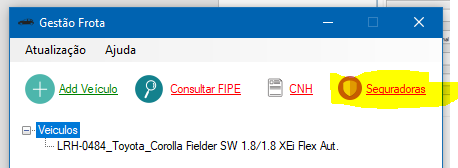 Gestão Frota
Atualização Ajuda
Add Veículo Consultar FIPE CNH Seguradoras
Veiculos
LRH-0484_Toyota_Corolla Fielder SW 1.8/1.8 XEi Flex Aut.